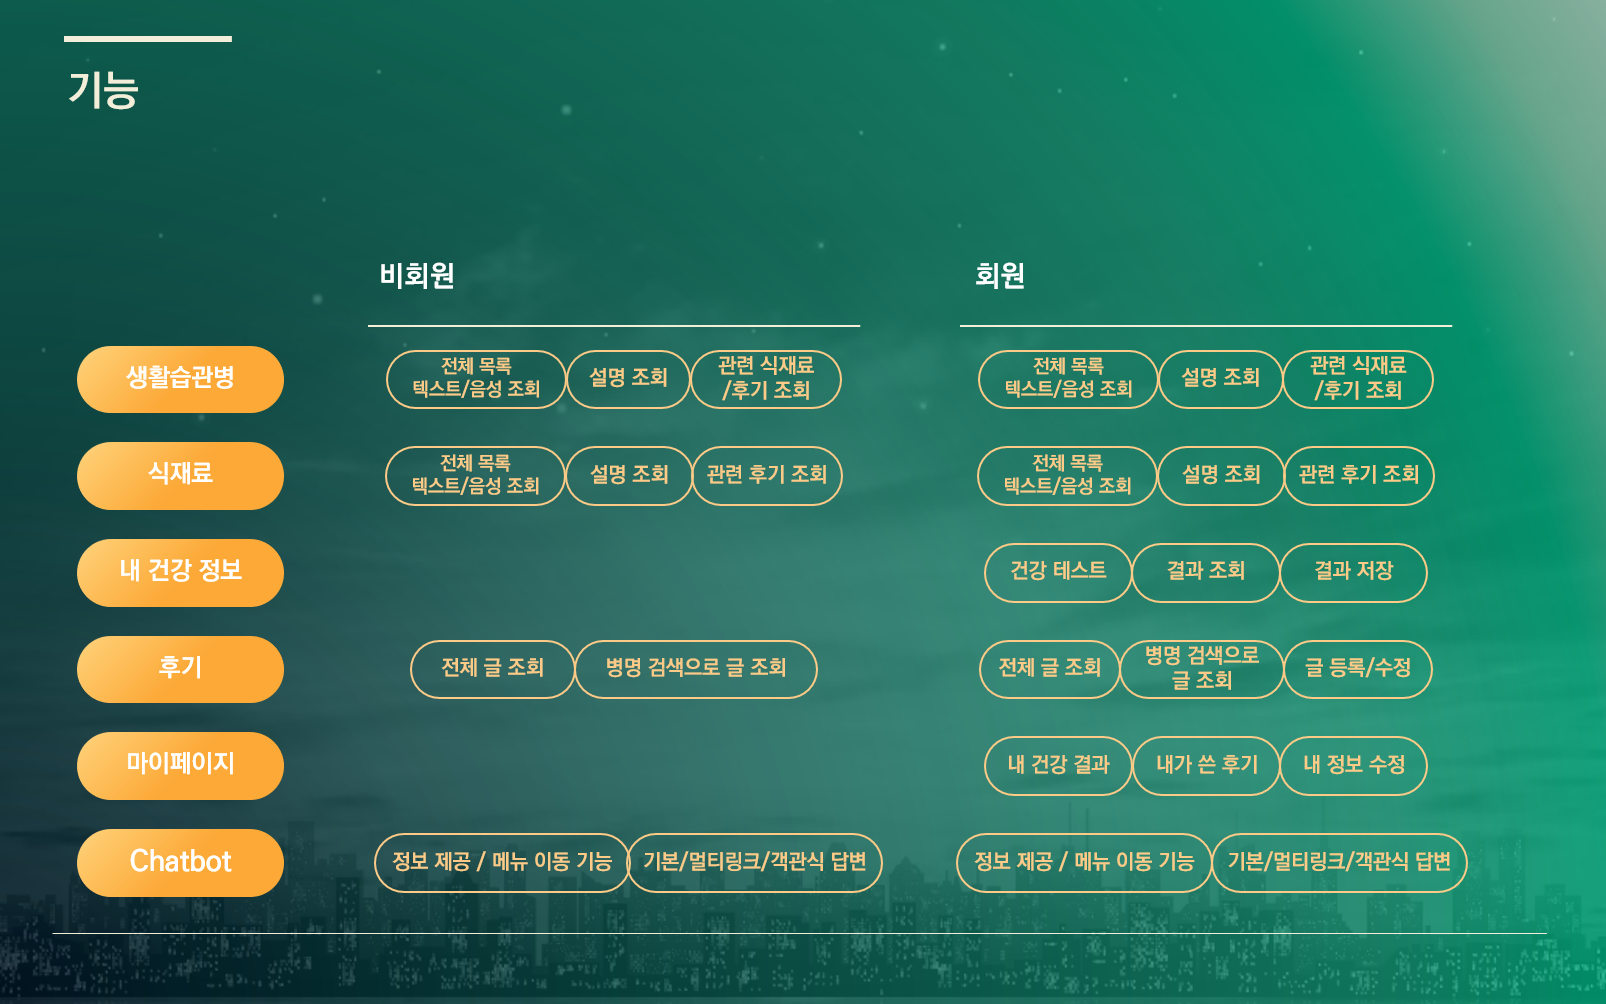 기능
비회원
회원
생활습관병
전체 목록
텍스트/음성 조회
설명 조회
관련 식재료
/후기 조회
전체 목록
텍스트/음성 조회
설명 조회
관련 식재료
/후기 조회
식재료
전체 목록
텍스트/음성 조회
설명 조회
관련 후기 조회
전체 목록
텍스트/음성 조회
설명 조회
관련 후기 조회
내 건강 정보
건강 테스트
결과 조회
결과 저장
후기
전체 글 조회
병명 검색으로 글 조회
전체 글 조회
병명 검색으로
글 조회
글 등록/수정
마이페이지
내 건강 결과
내가 쓴 후기
내 정보 수정
Chatbot
정보 제공 / 메뉴 이동 기능
기본/멀티링크/객관식 답변
정보 제공 / 메뉴 이동 기능
기본/멀티링크/객관식 답변